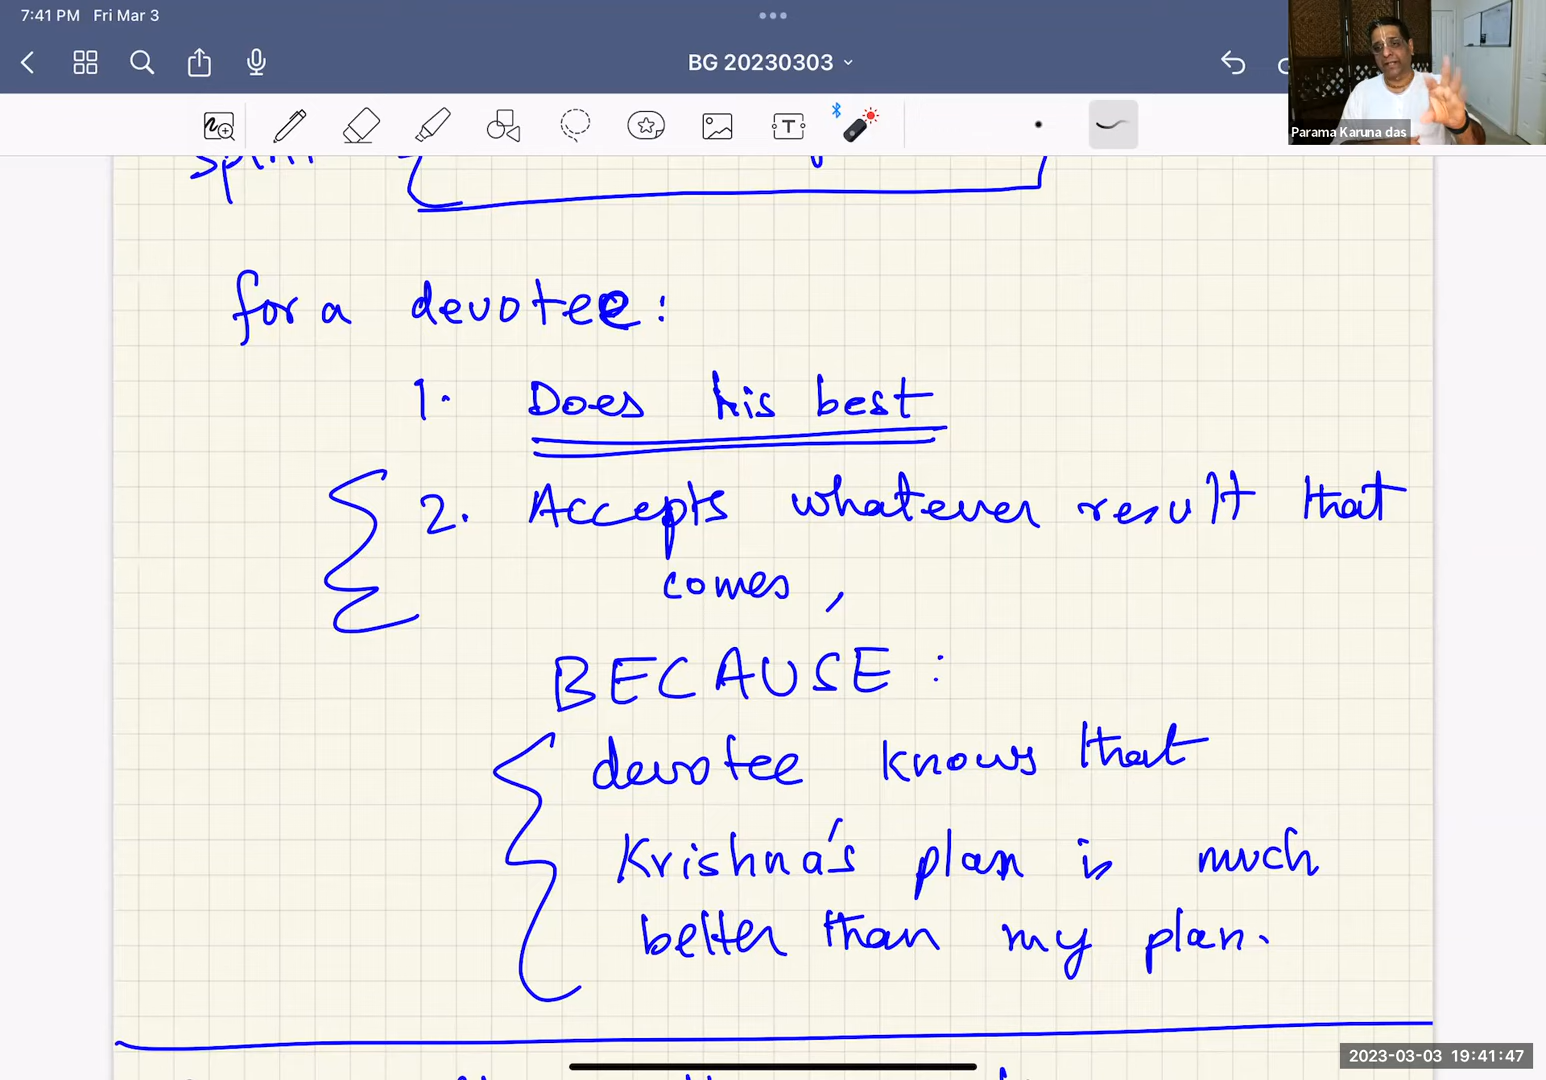 7:41 PM Fri Mar 3
BG 20230303
Parama Karuna das
for a devotee:
1. Does his best
2. Accepts whatever result that
comes,
BECAUSE:
devotee knows that
Krishna's plan is much
better than my plan.
2023-03-03 19:41:47